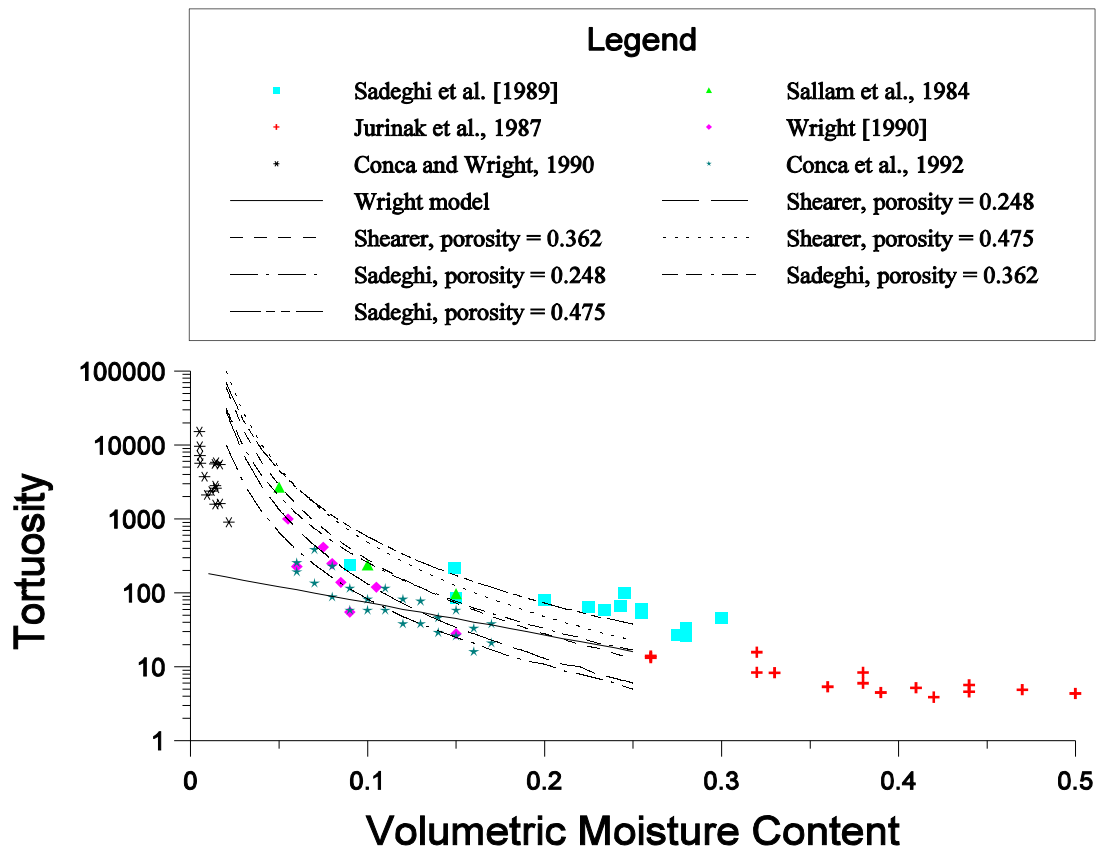 Legend
Sadeghi et al. [1989]
Sallam et al., 1984
Jurinak et al., 1987
Wright [1990]
Conca and Wright, 1990
Conca et al., 1992
Wright model
Shearer, porosity = 0.248
Shearer, porosity = 0.362
Shearer, porosity = 0.475
Sadeghi, porosity = 0.248
Sadeghi, porosity = 0.362
Sadeghi, porosity = 0.475
100000
10000
1000
100
10
1
Tortuosity
0
0.1
0.2
0.3
0.4
0.5
Volumetric Moisture Content